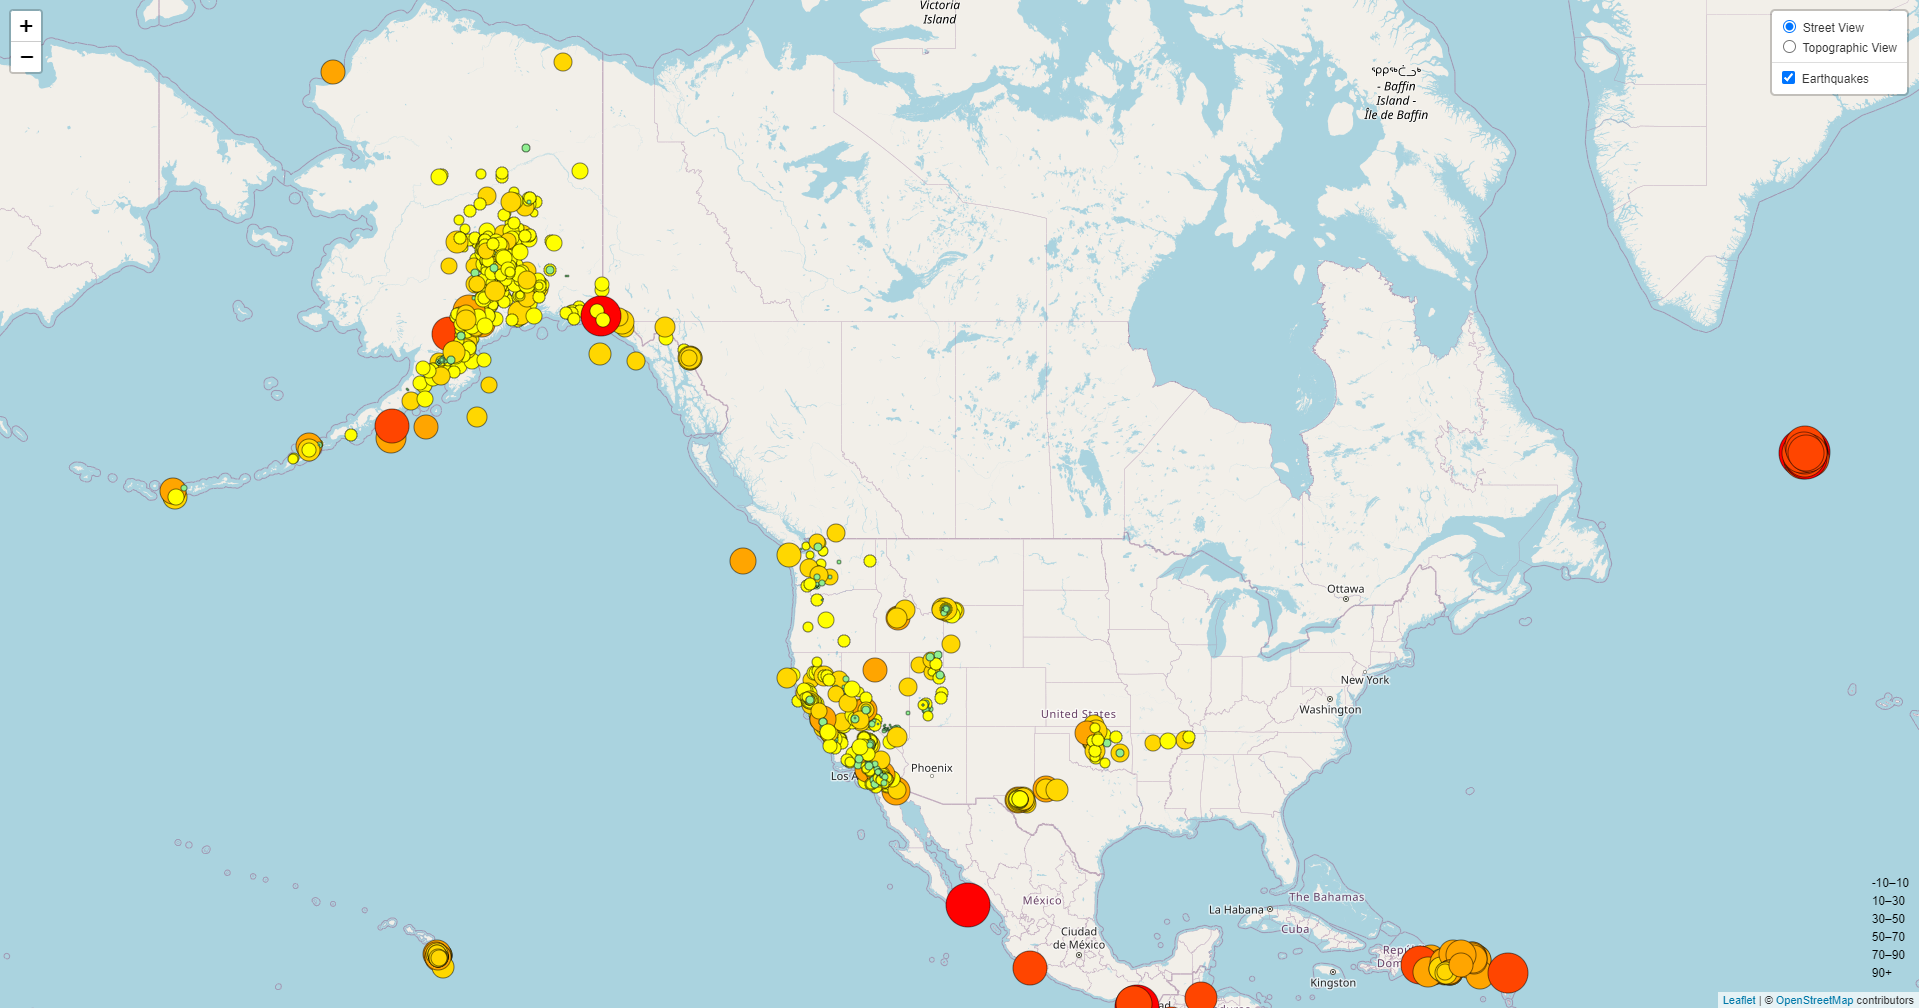 +
−
Victoria
Island
Street View
Topographic View
Earthquakes
ᕿᑭᖅᑖᓗᒃ
- Baffin
Island -
Île de Baffin
Ottawa
New York
Washington
United States
Phoenix
Los A
La Habana
The Bahamas
México
Cuba
Ciudad
de México
Repú
Dom
Kingston
-10–10
10–30
30–50
50–70
70–90
90+
Leaflet | © OpenStreetMap contributors